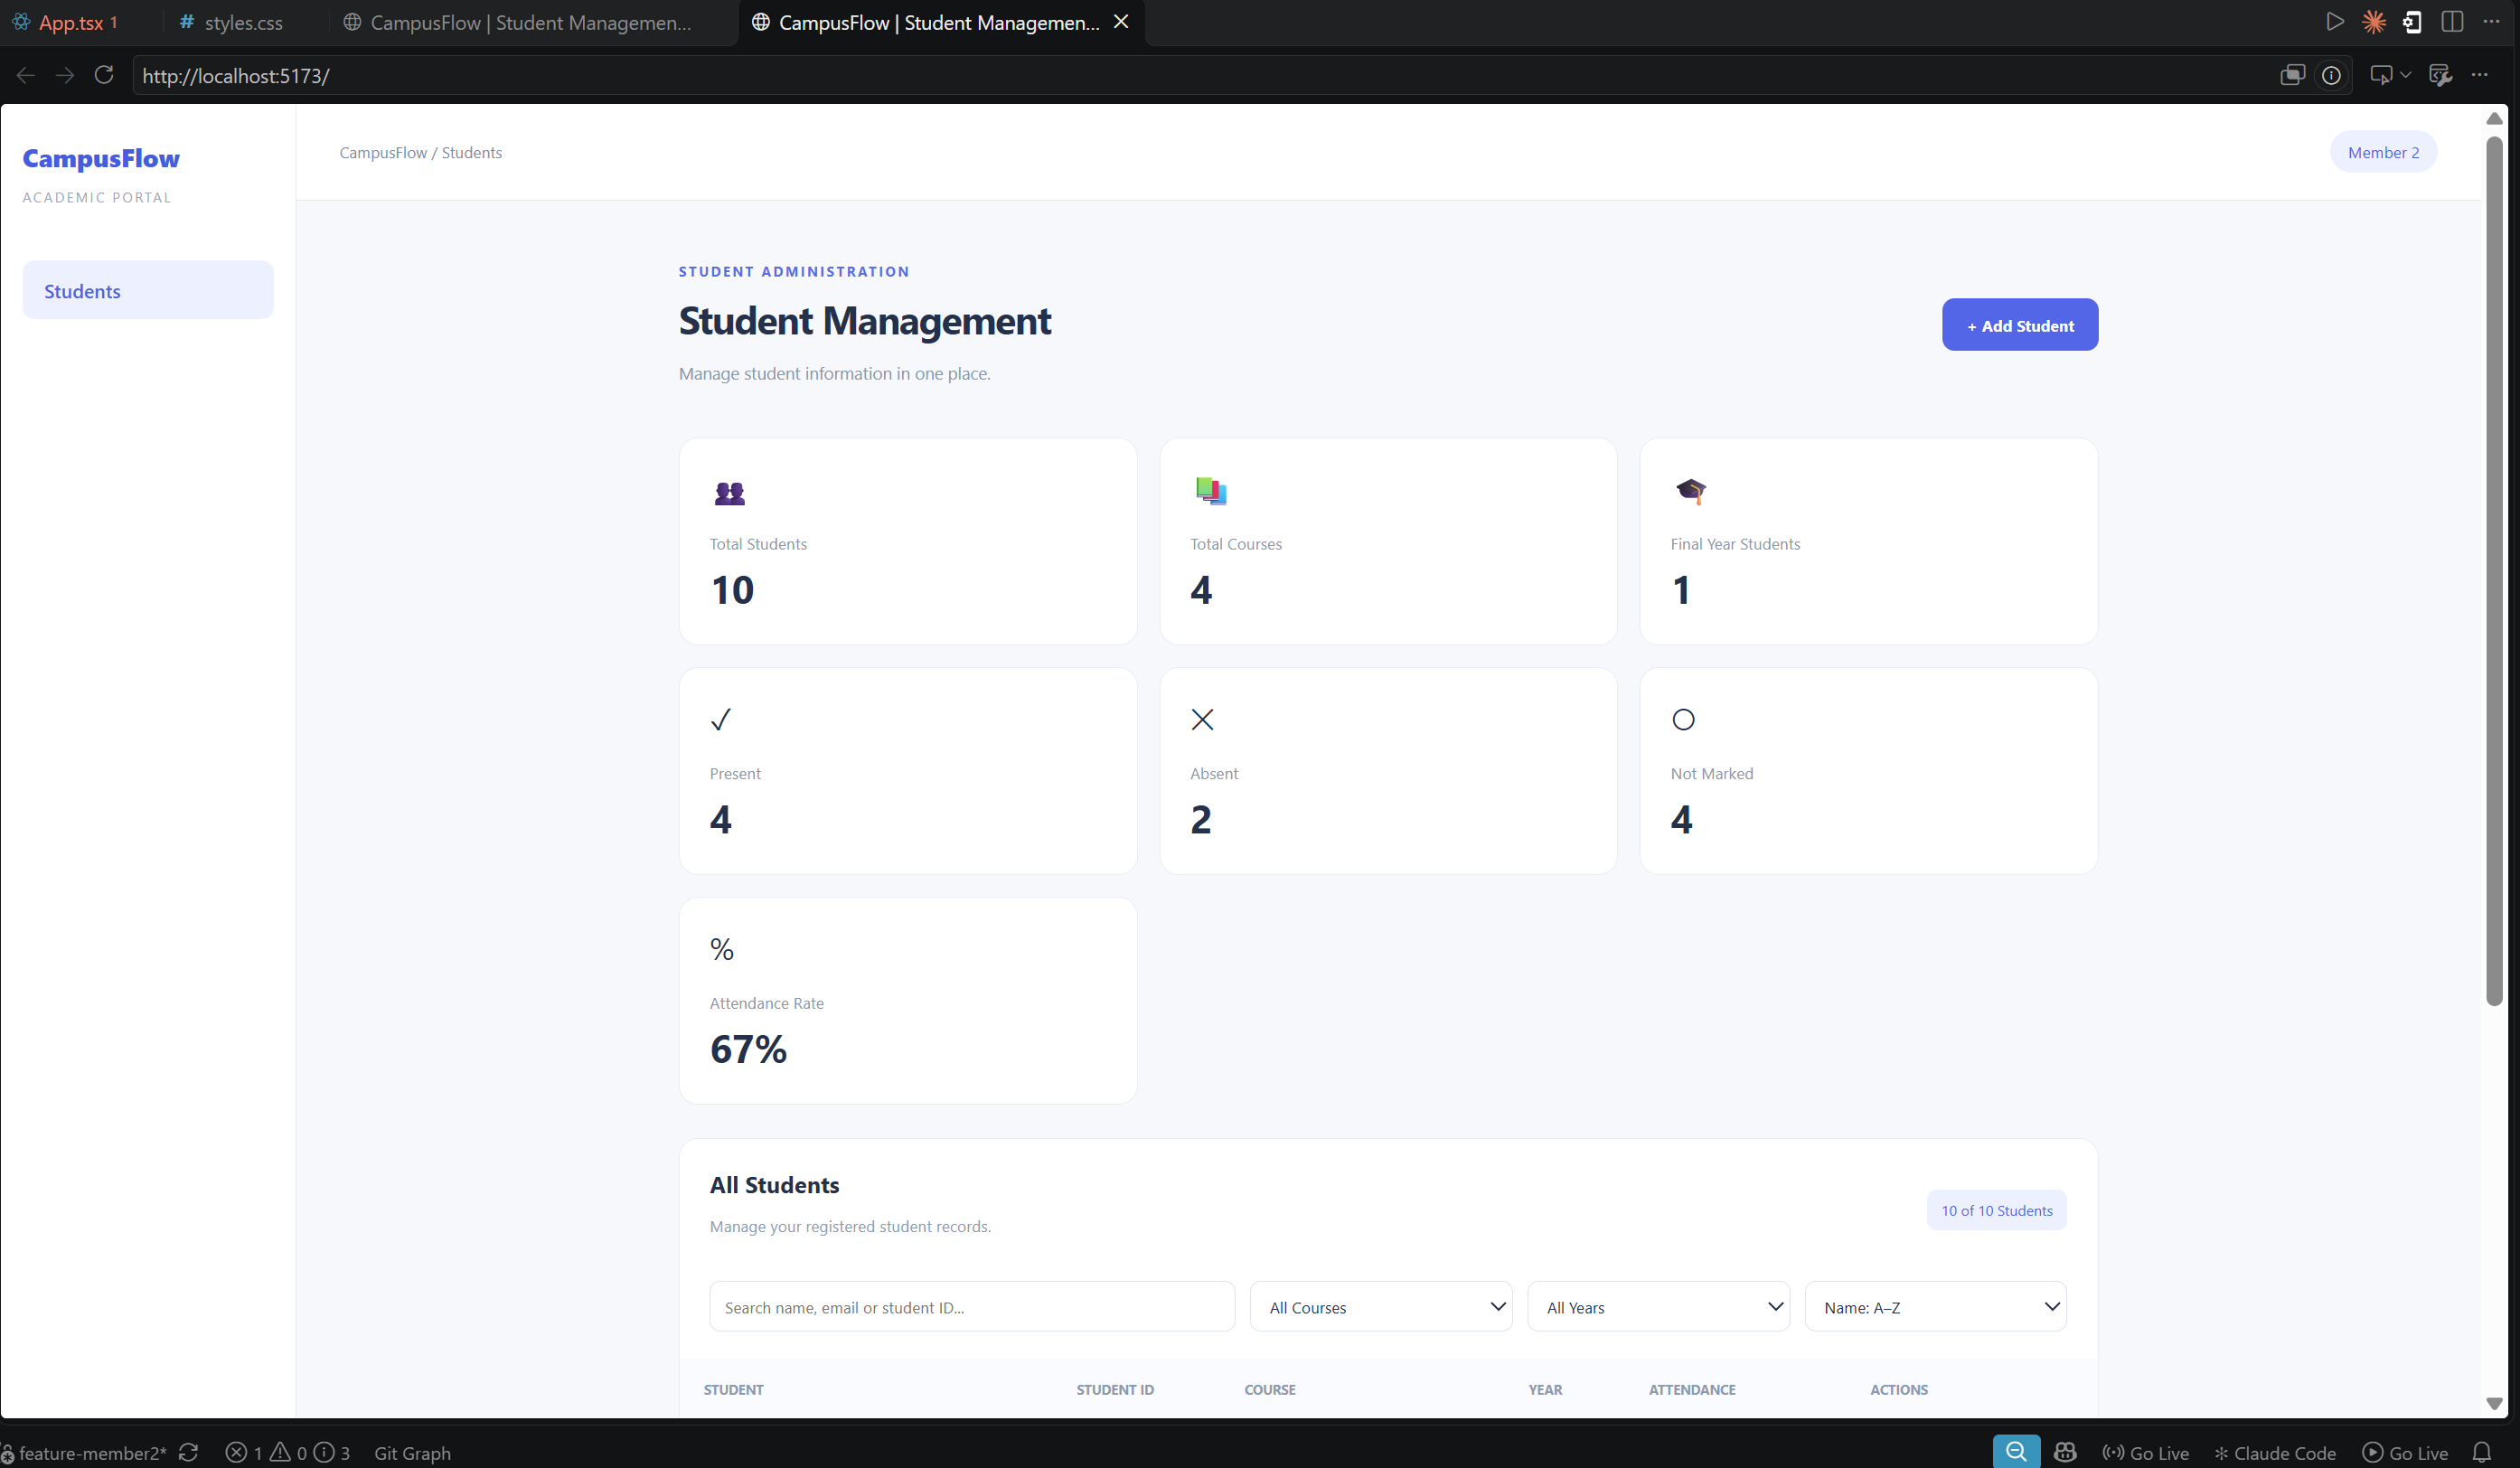 App.tsx 1
# styles.css
CampusFlow | Student Managemen...
CampusFlow | Student Managemen...
http://localhost:5173/
CampusFlow
ACADEMIC PORTAL
Students
CampusFlow / Students
Member 2
STUDENT ADMINISTRATION
Student Management
Manage student information in one place.
+ Add Student
Total Students
10
Total Courses
4
Final Year Students
1
Present
4
Absent
2
Not Marked
4
%
Attendance Rate
67%
All Students
Manage your registered student records.
10 of 10 Students
Search name, email or student ID...
All Courses
All Years
Name: A–Z
STUDENT
STUDENT ID
COURSE
YEAR
ATTENDANCE
ACTIONS
feature-member2*
1
0
3
Git Graph
Go Live
Claude Code
Go Live